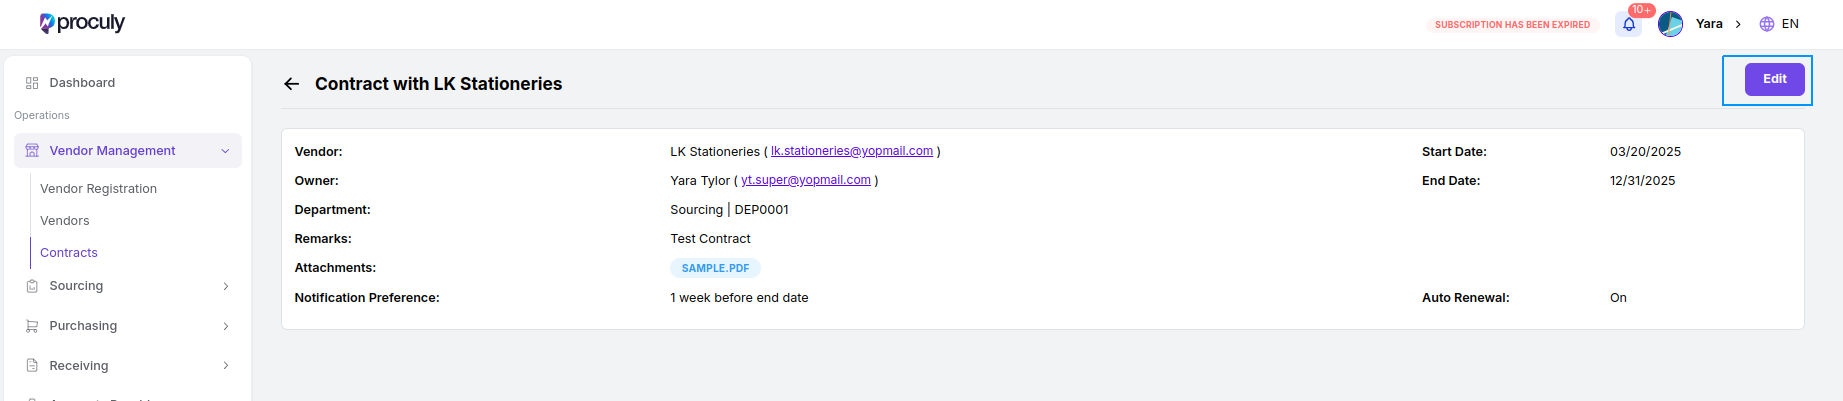 proculy
SUBSCRIPTION HAS BEEN EXPIRED
10+
Yara
EN
Dashboard
Operations
Vendor Management
Vendor Registration
Vendors
Contracts
Sourcing
Purchasing
Receiving
Contract with LK Stationeries
Edit
Vendor: LK Stationeries ( lk.stationeries@yopmail.com ) Start Date: 03/20/2025
Owner: Yara Tylor ( yt.super@yopmail.com ) End Date: 12/31/2025
Department: Sourcing | DEP0001
Remarks: Test Contract
Attachments: SAMPLE.PDF
Notification Preference: 1 week before end date Auto Renewal: On